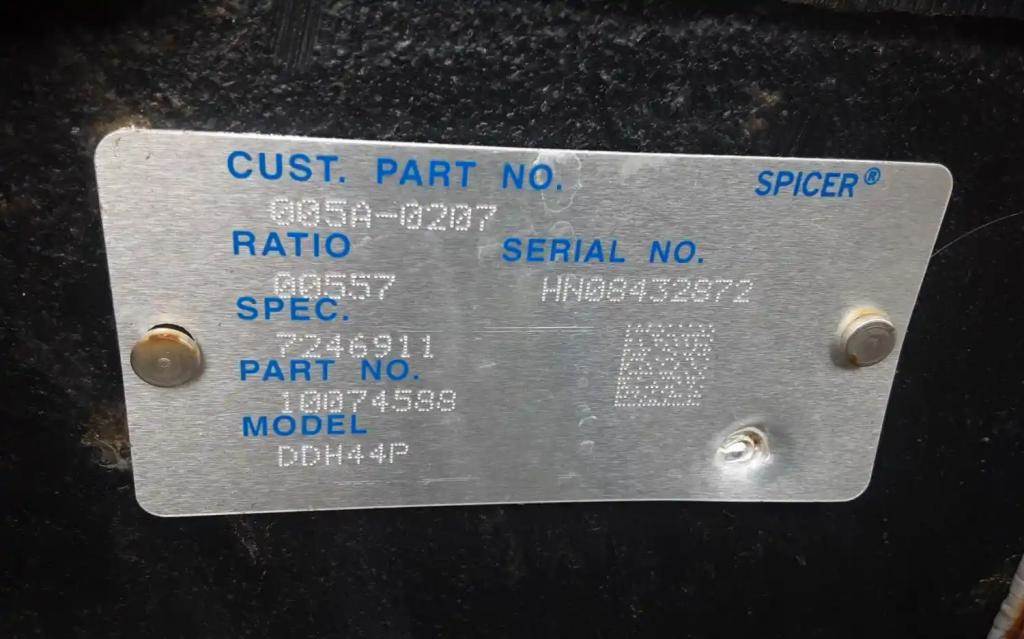 CUST. PART NO.
SPICER®
005A-0207
RATIO
SERIAL NO.
00557
HN08432872
SPEC.
7246911
PART NO.
10074588
MODEL
DDH44P